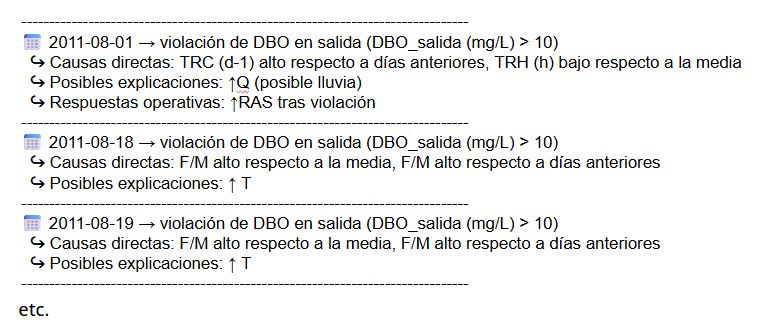 --------------------------------------------------------------------------------
📅 2011-08-01 → violación de DBO en salida (DBO_salida (mg/L) > 10)
↪ Causas directas: TRC (d-1) alto respecto a días anteriores, TRH (h) bajo respecto a la media
↪ Posibles explicaciones: ↑Q (posible lluvia)
↪ Respuestas operativas: ↑RAS tras violación
--------------------------------------------------------------------------------
📅 2011-08-18 → violación de DBO en salida (DBO_salida (mg/L) > 10)
↪ Causas directas: F/M alto respecto a la media, F/M alto respecto a días anteriores
↪ Posibles explicaciones: ↑ T
--------------------------------------------------------------------------------
📅 2011-08-19 → violación de DBO en salida (DBO_salida (mg/L) > 10)
↪ Causas directas: F/M alto respecto a la media, F/M alto respecto a días anteriores
↪ Posibles explicaciones: ↑ T
--------------------------------------------------------------------------------
etc.